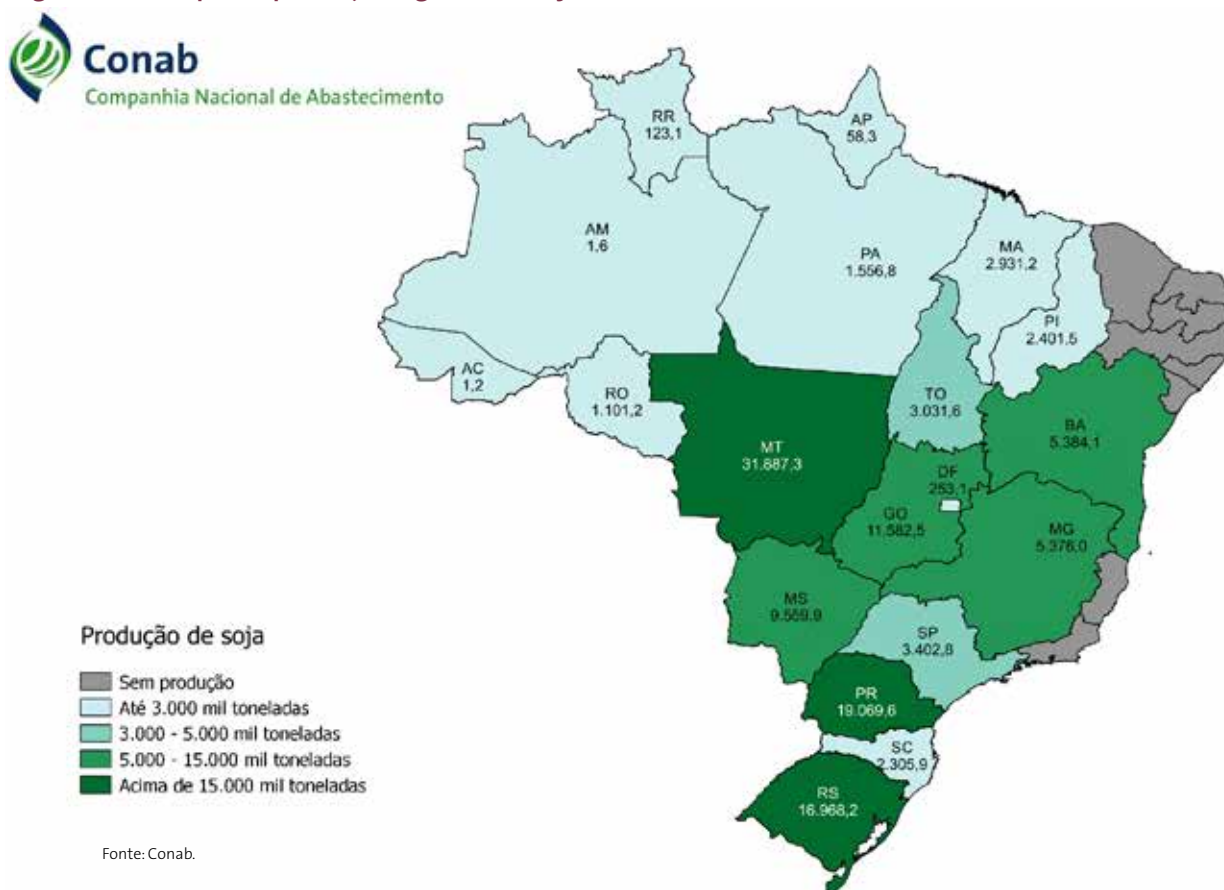 Conab
Companhia Nacional de Abastecimento
RR
123,1
AP
58,3
AM
1,6
PA
1.556,8
MA
2.931,2
PI
2.401,5
AC
1,2
RO
1.101,2
TO
3.031,6
BA
5.384,1
MT
31.887,3
DF
253,1
GO
11.582,5
MG
5.376,0
MS
9.559,9
SP
3.402,8
PR
19.069,6
SC
2.305,9
RS
16.968,2
Produção de soja
Sem produção
Até 3.000 mil toneladas
3.000 - 5.000 mil toneladas
5.000 - 15.000 mil toneladas
Acima de 15.000 mil toneladas
Fonte: Conab.